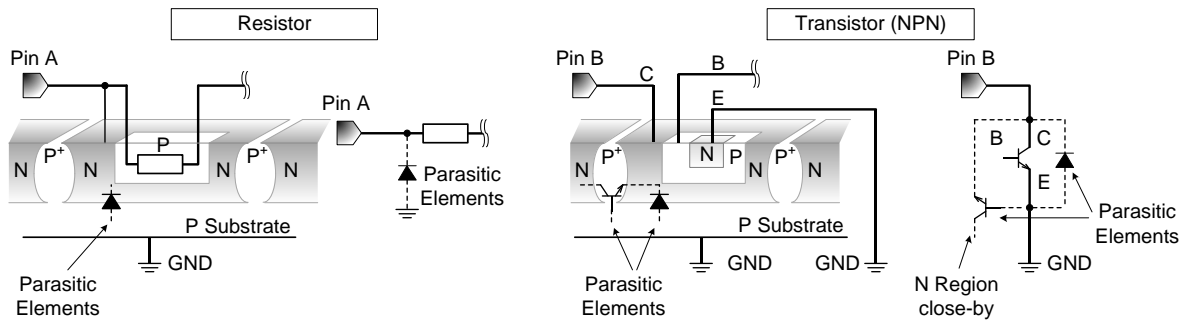 Resistor
Transistor (NPN)
Pin A
Pin B
C
B
E
Pin B
Pin A
N
P+
N
P
N
P+
N
Parasitic
Elements
N
P+
N
N
P
P+
N
B
C
E
P Substrate
GND
Parasitic
Elements
P Substrate
GND
GND
Parasitic
Elements
Parasitic
Elements
GND
N Region
close-by